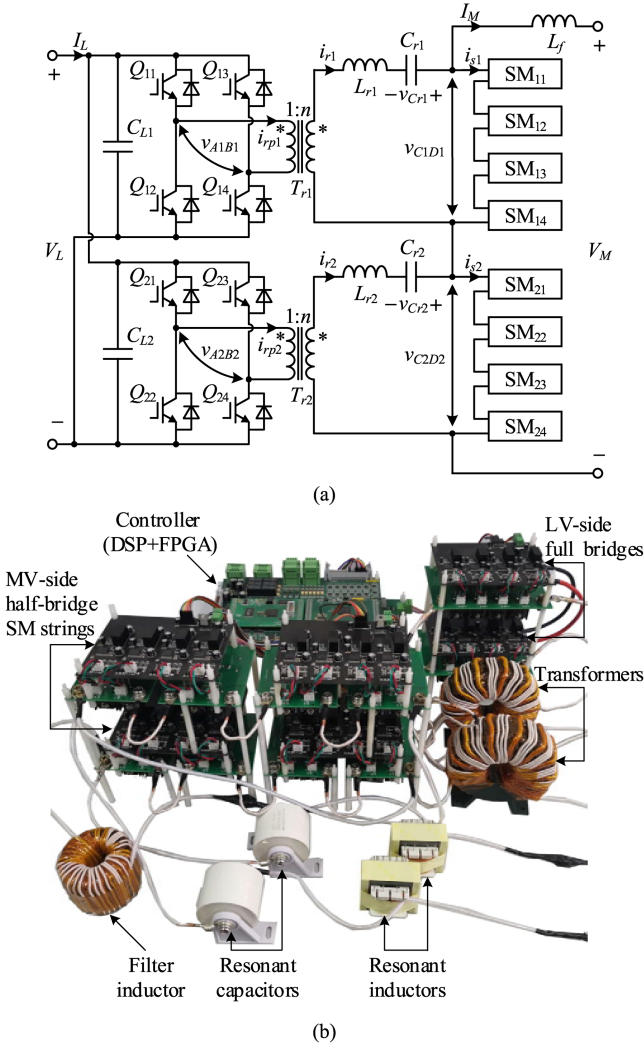 I_L
I_M
+
Q_11
Q_13
C_r1
L_f
+
i_r1
L_r1
−v_Cr1+
i_s1
SM_11
C_L1
1:n
v_A1B1
i_rp1
*
*
SM_12
v_C1D1
T_r1
SM_13
Q_12
Q_14
SM_14
V_L
C_r2
V_M
Q_21
Q_23
i_r2
L_r2
−v_Cr2+
i_s2
SM_21
C_L2
1:n
v_A2B2
i_rp2
*
*
SM_22
v_C2D2
T_r2
SM_23
Q_22
Q_24
SM_24
−
−
(a)
Controller
(DSP+FPGA)
LV-side
full bridges
MV-side
half-bridge
SM strings
Transformers
Filter
inductor
Resonant
capacitors
Resonant
inductors
(b)